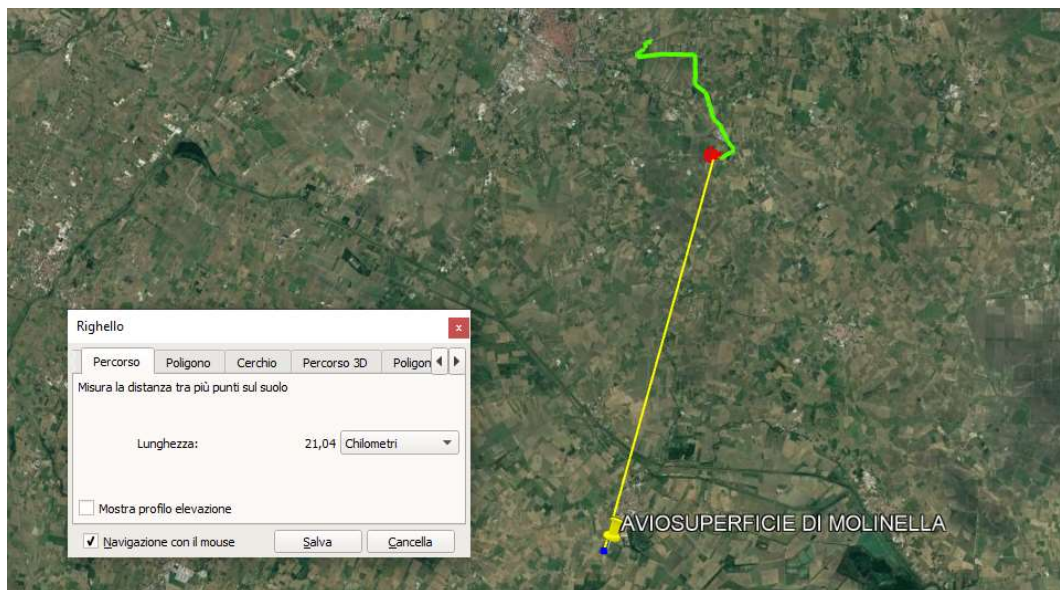 Righello
x
Percorso Poligono Cerchio Percorso 3D Poligon
Misura la distanza tra più punti sul suolo
Lunghezza: 21,04 Chilometri
Mostra profilo elevazione
Navigazione con il mouse Salva Cancella
AVIOSUPERFICIE DI MOLINELLA